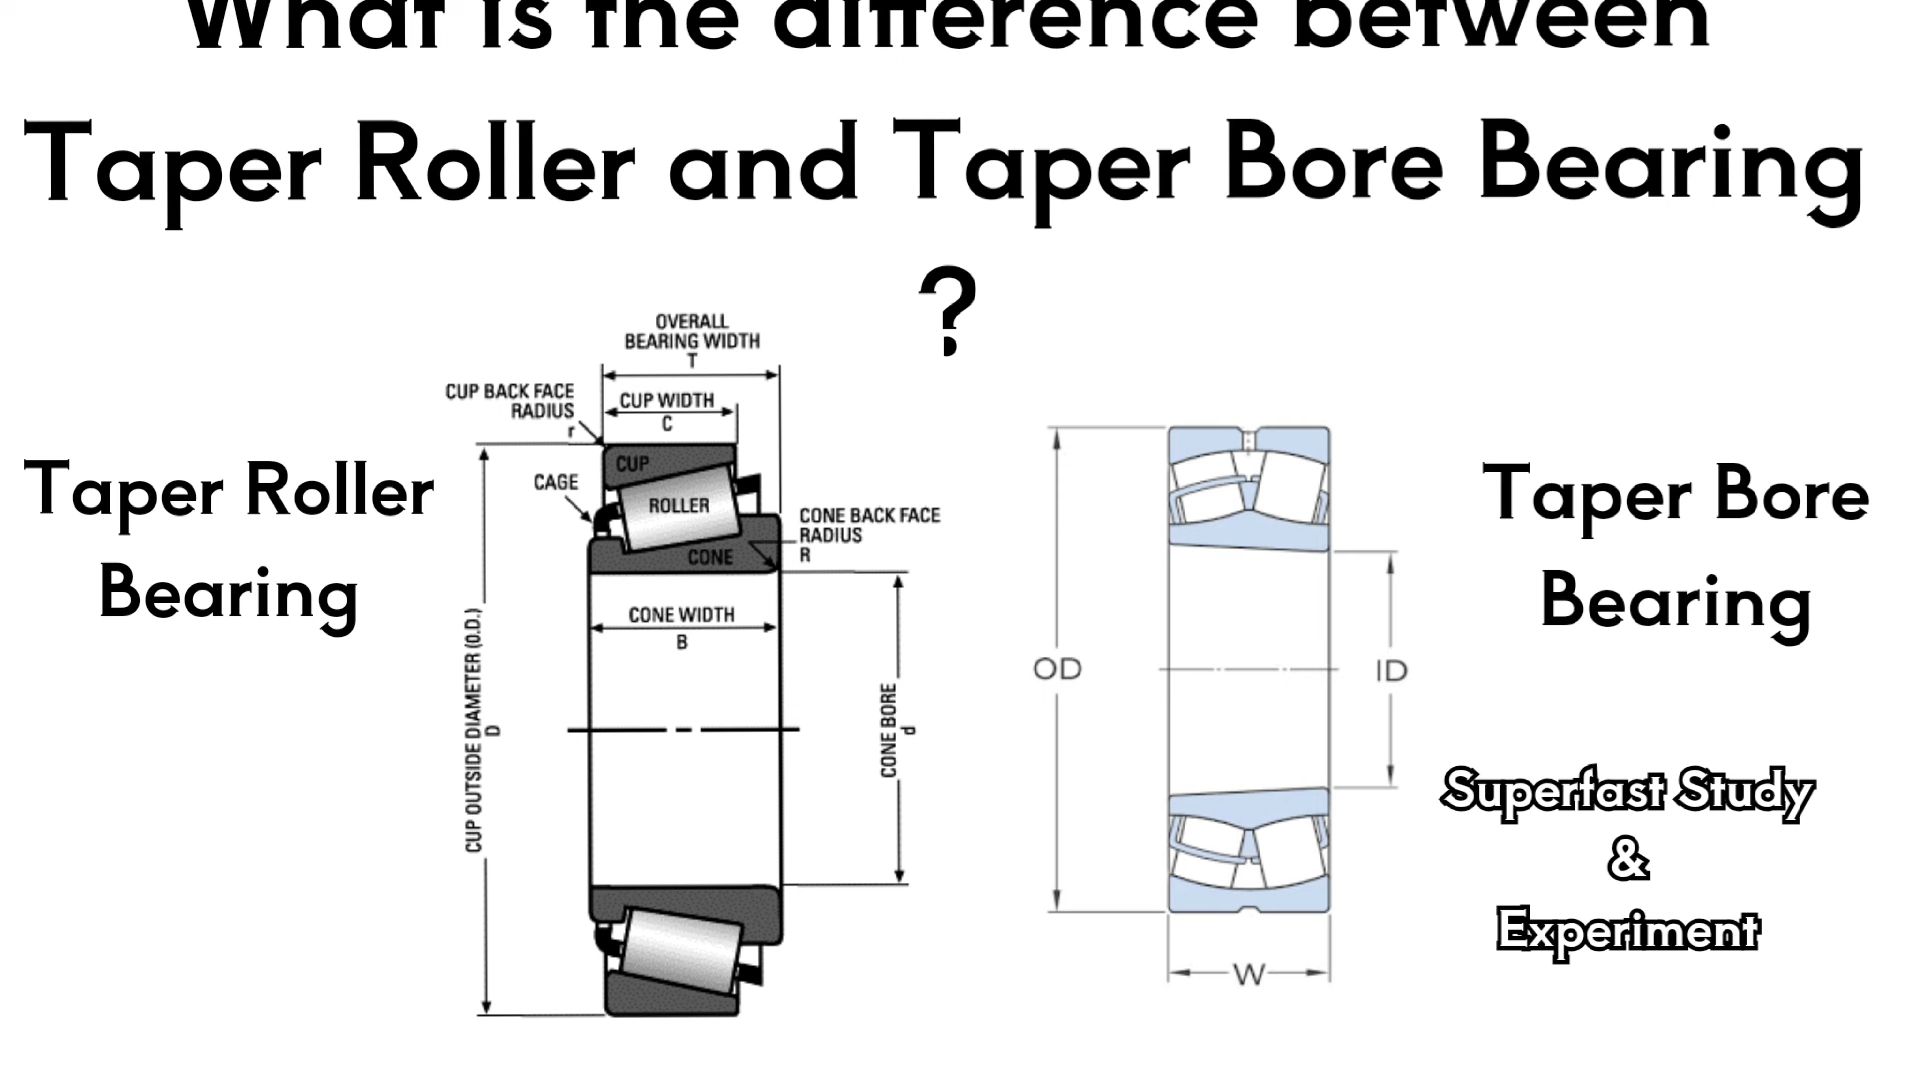 What is the difference between
Taper Roller and Taper Bore Bearing
?
OVERALL
BEARING WIDTH
T
CUP BACK FACE
RADIUS
r
CUP WIDTH
C
CUP
CAGE
ROLLER
CONE BACK FACE
RADIUS
R
CONE
Taper Roller
Bearing
CONE WIDTH
B
CUP OUTSIDE DIAMETER (O.D.)
D
CONE BORE
d
Taper Bore
Bearing
OD
ID
W
Superfast Study
&
Experiment